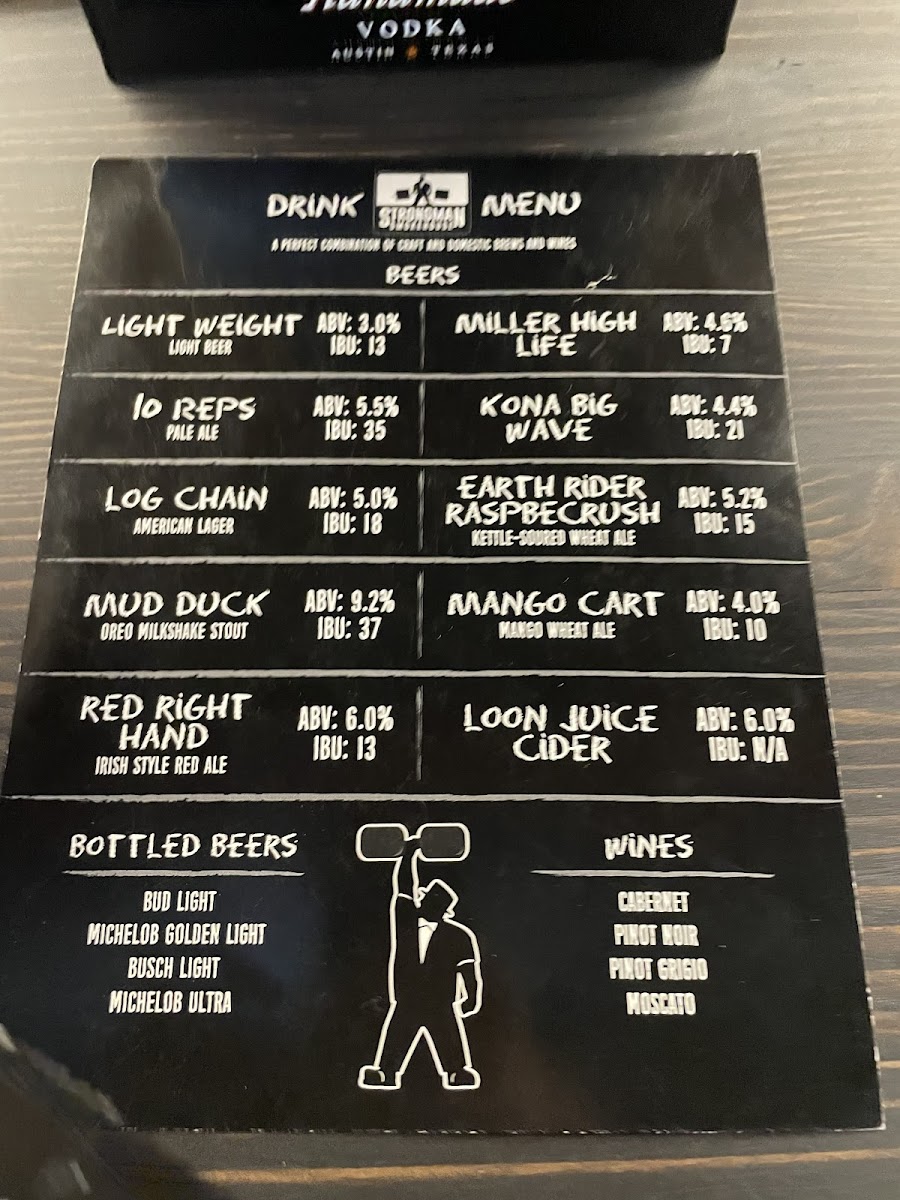 VODKA
AUSTIN TEXAS
DRINK STRONGMAN MENU
A PERFECT COMBINATION OF CRAFT AND DOMESTIC BREWS AND WINES
BEERS
LIGHT WEIGHT ABV: 3.0%
LIGHT BEER IBU: 13
MILLER HIGH ABV: 4.6%
LIFE IBU: 7
10 REPS ABV: 5.5%
PALE ALE IBU: 35
KONA BIG ABV: 4.4%
WAVE IBU: 21
LOG CHAIN ABV: 5.0%
AMERICAN LAGER IBU: 18
EARTH RIDER
RASPBECRUSH
KETTLE-SOURED WHEAT ALE
ABV: 5.2%
IBU: 15
MUD DUCK ABV: 9.2%
OREO MILKSHAKE STOUT IBU: 37
MANGO CART ABV: 4.0%
MANGO WHEAT ALE IBU: 10
RED RIGHT
HAND
IRISH STYLE RED ALE
ABV: 6.0%
IBU: 13
LOON JUICE ABV: 6.0%
CIDER IBU: N/A
BOTTLED BEERS
BUD LIGHT
MICHELOB GOLDEN LIGHT
BUSCH LIGHT
MICHELOB ULTRA
WINES
CABERNET
PINOT NOIR
PINOT GRIGIO
MOSCATO